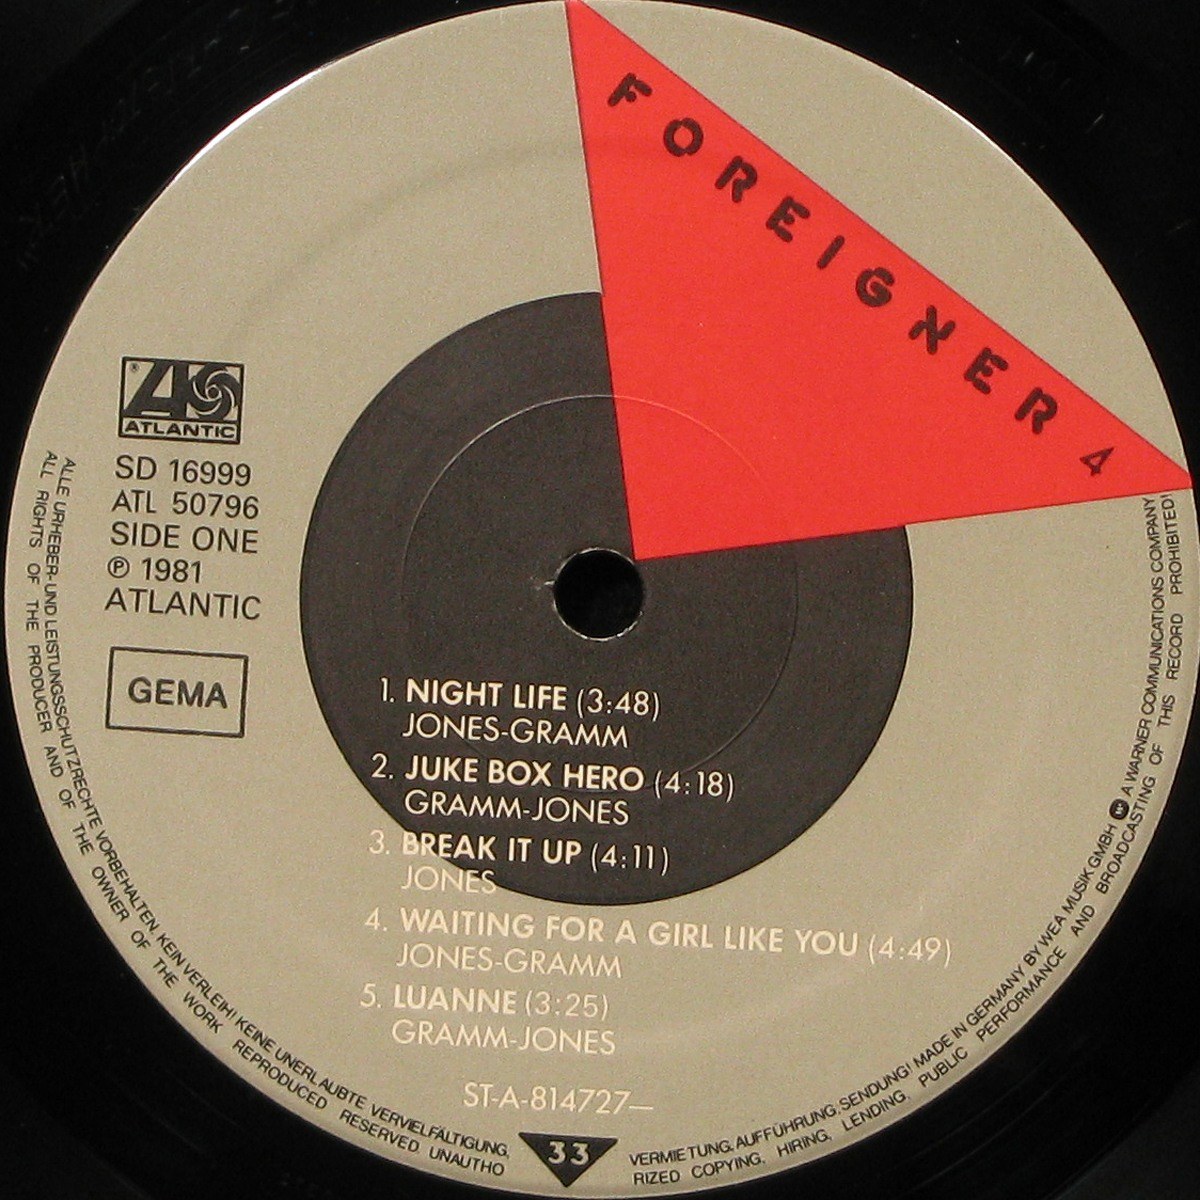 FOREIGNER 4
ATLANTIC
SD 16999
ATL 50796
SIDE ONE
℗ 1981
ATLANTIC
GEMA
1. NIGHT LIFE (3:48)
JONES-GRAMM
2. JUKE BOX HERO (4:18)
GRAMM-JONES
3. BREAK IT UP (4:11)
JONES
4. WAITING FOR A GIRL LIKE YOU (4:49)
JONES-GRAMM
5. LUANNE (3:25)
GRAMM-JONES
ST-A-814727—
33
ALLE URHEBER- UND LEISTUNGSSCHUTZRECHTE VORBEHALTEN. KEIN VERLEIH! KEINE UNERLAUBTE VERVIELFÄLTIGUNG, VERMIETUNG, AUFFÜHRUNG, SENDUNG! MADE IN GERMANY BY WEA MUSIK GMBH A WARNER COMMUNICATIONS COMPANY
ALL RIGHTS OF THE PRODUCER AND OF THE OWNER OF THE WORK REPRODUCED RESERVED. UNAUTHORIZED COPYING, HIRING, LENDING, PUBLIC PERFORMANCE AND BROADCASTING OF THIS RECORD PROHIBITED!